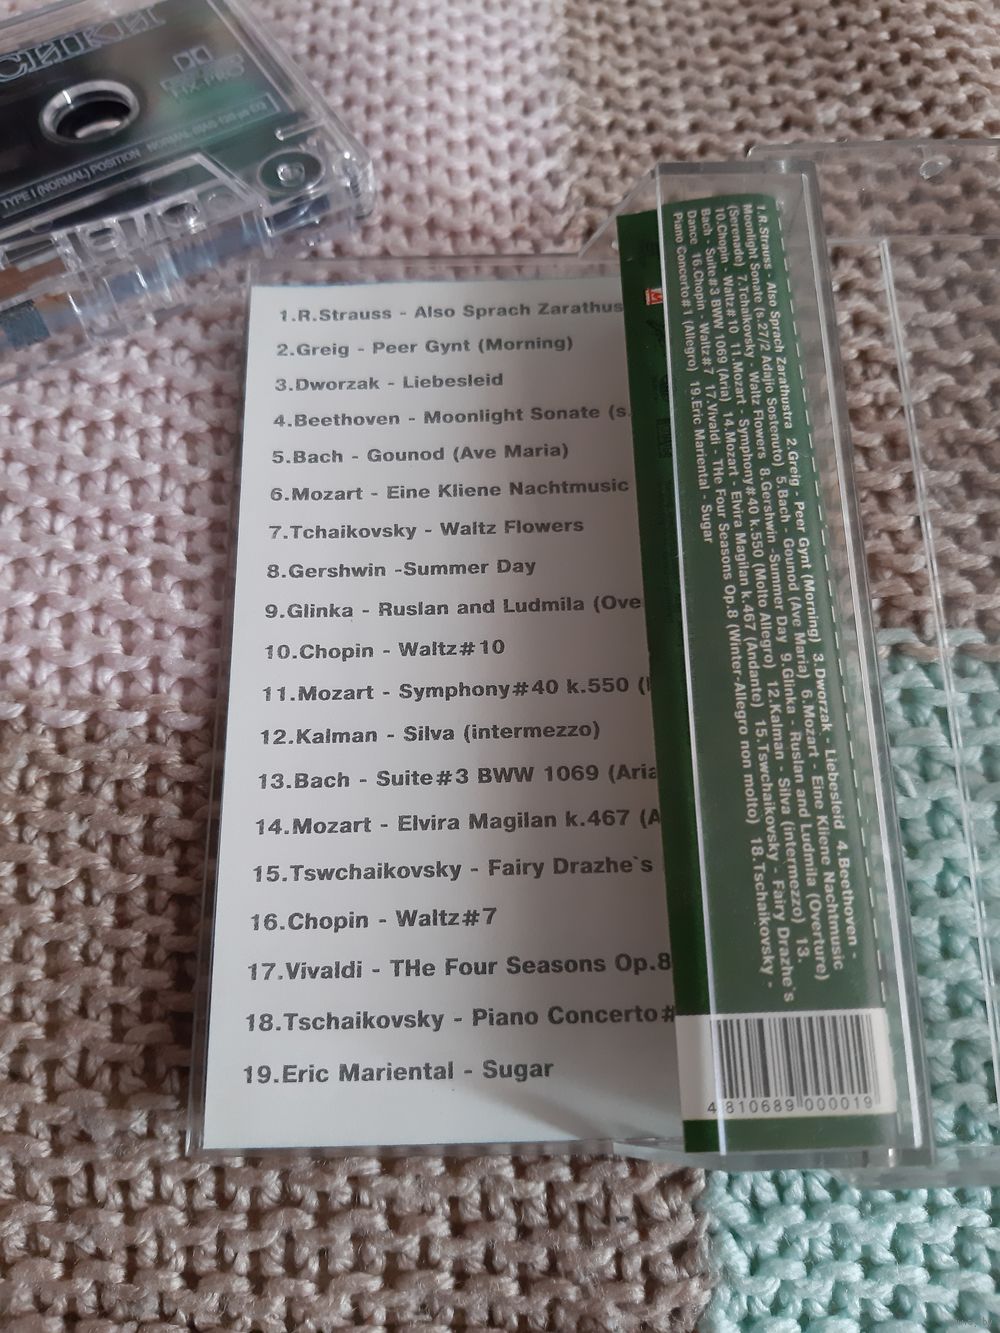 TYPE I (NORMAL) POSITION NORMAL BIAS 120 µs EQ
1.R.Strauss - Also Sprach Zarathus
2.Greig - Peer Gynt (Morning)
3.Dworzak - Liebesleid
4.Beethoven - Moonlight Sonate (s.
5.Bach - Gounod (Ave Maria)
6.Mozart - Eine Kliene Nachtmusic
7.Tchaikovsky - Waltz Flowers
8.Gershwin -Summer Day
9.Glinka - Ruslan and Ludmila (Ove
10.Chopin - Waltz#10
11.Mozart - Symphony#40 k.550 (
12.Kalman - Silva (intermezzo)
13.Bach - Suite#3 BWW 1069 (Aria
14.Mozart - Elvira Magilan k.467 (A
15.Tswchaikovsky - Fairy Drazhe`s
16.Chopin - Waltz#7
17.Vivaldi - THe Four Seasons Op.8
18.Tschaikovsky - Piano Concerto#
19.Eric Mariental - Sugar
1.R.Strauss - Also Sprach Zarathustra 2.Greig - Peer Gynt (Morning) 3.Dworzak - Liebesleid 4.Beethoven -
Moonlight Sonate (s.27/2 Adajio Sostenuto) 5.Bach - Gounod (Ave Maria) 6.Mozart - Eine Kliene Nachtmusic
(Serenade) 7.Tchaikovsky - Waltz Flowers 8.Gershwin -Summer Day 9.Glinka - Ruslan and Ludmila (Overture)
10.Chopin - Waltz#10 11.Mozart - Symphony#40 k.550 (Molto Allegro) 12.Kalman - Silva (intermezzo) 13.
Bach - Suite#3 BWW 1069 (Aria) 14.Mozart - Elvira Magilan k.467 (Andante) 15.Tswchaikovsky - Fairy Drazhe`s
Dance 16.Chopin - Waltz#7 17.Vivaldi - THe Four Seasons Op.8 (Winter-Allegro non molto) 18.Tschaikovsky -
Piano Concerto#1 (Allegro) 19.Eric Mariental - Sugar
4 810689 000019